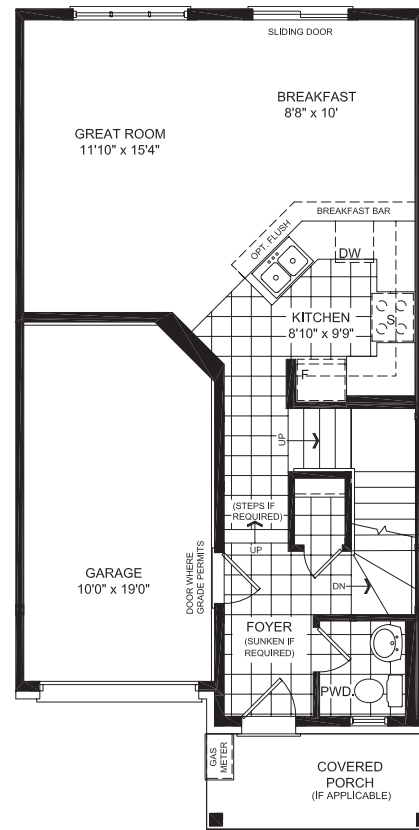 SLIDING DOOR
BREAKFAST
8'8" x 10'
GREAT ROOM
11'10" x 15'4"
BREAKFAST BAR
OPT. FLUSH
DW
KITCHEN
8'10" x 9'9"
S
F
UP
(STEPS IF
REQUIRED)
UP
DOOR WHERE
GRADE PERMITS
GARAGE
10'0" x 19'0"
DN
FOYER
(SUNKEN IF
REQUIRED)
PWD.
GAS
METER
COVERED
PORCH
(IF APPLICABLE)